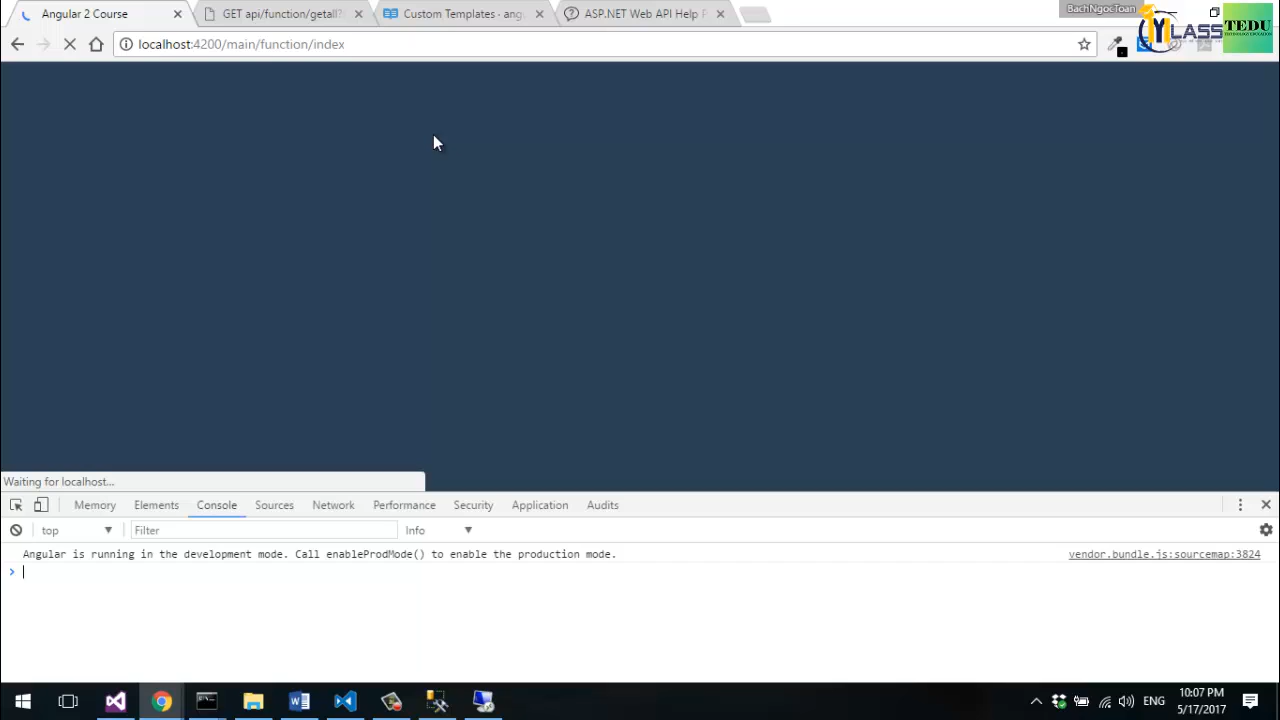 BachNgocToan
Angular 2 Course
GET api/function/getall?
Custom Templates · angu
ASP.NET Web API Help P
LASS
TEDU
localhost:4200/main/function/index
Waiting for localhost...
Memory Elements Console Sources Network Performance Security Application Audits
top Filter Info
Angular is running in the development mode. Call enableProdMode() to enable the production mode. vendor.bundle.js:sourcemap:3824
ENG
10:07 PM
5/17/2017